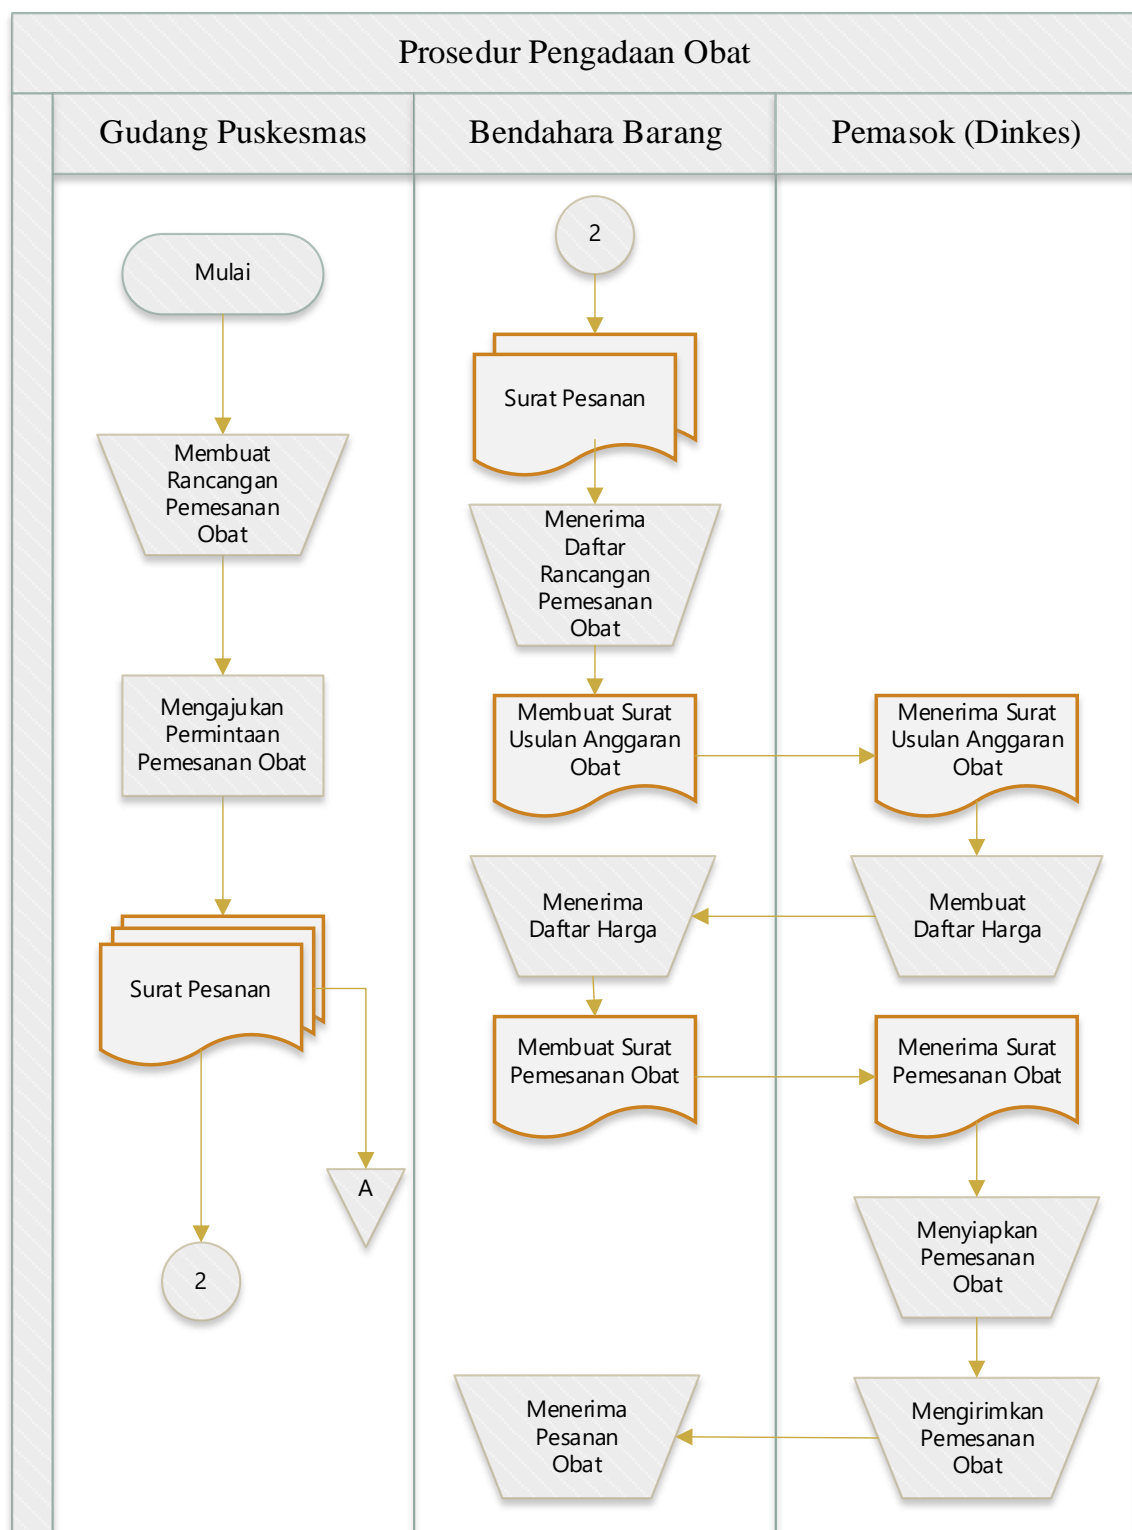 Prosedur Pengadaan Obat
Gudang Puskesmas
Bendahara Barang
Pemasok (Dinkes)
Mulai
Membuat
Rancangan
Pemesanan
Obat
Mengajukan
Permintaan
Pemesanan Obat
Surat Pesanan
A
2
2
Surat Pesanan
Menerima
Daftar
Rancangan
Pemesanan
Obat
Membuat Surat
Usulan Anggaran
Obat
Menerima Surat
Usulan Anggaran
Obat
Membuat
Daftar Harga
Menerima
Daftar Harga
Membuat Surat
Pemesanan Obat
Menerima Surat
Pemesanan Obat
Menyiapkan
Pemesanan
Obat
Mengirimkan
Pemesanan
Obat
Menerima
Pesanan
Obat